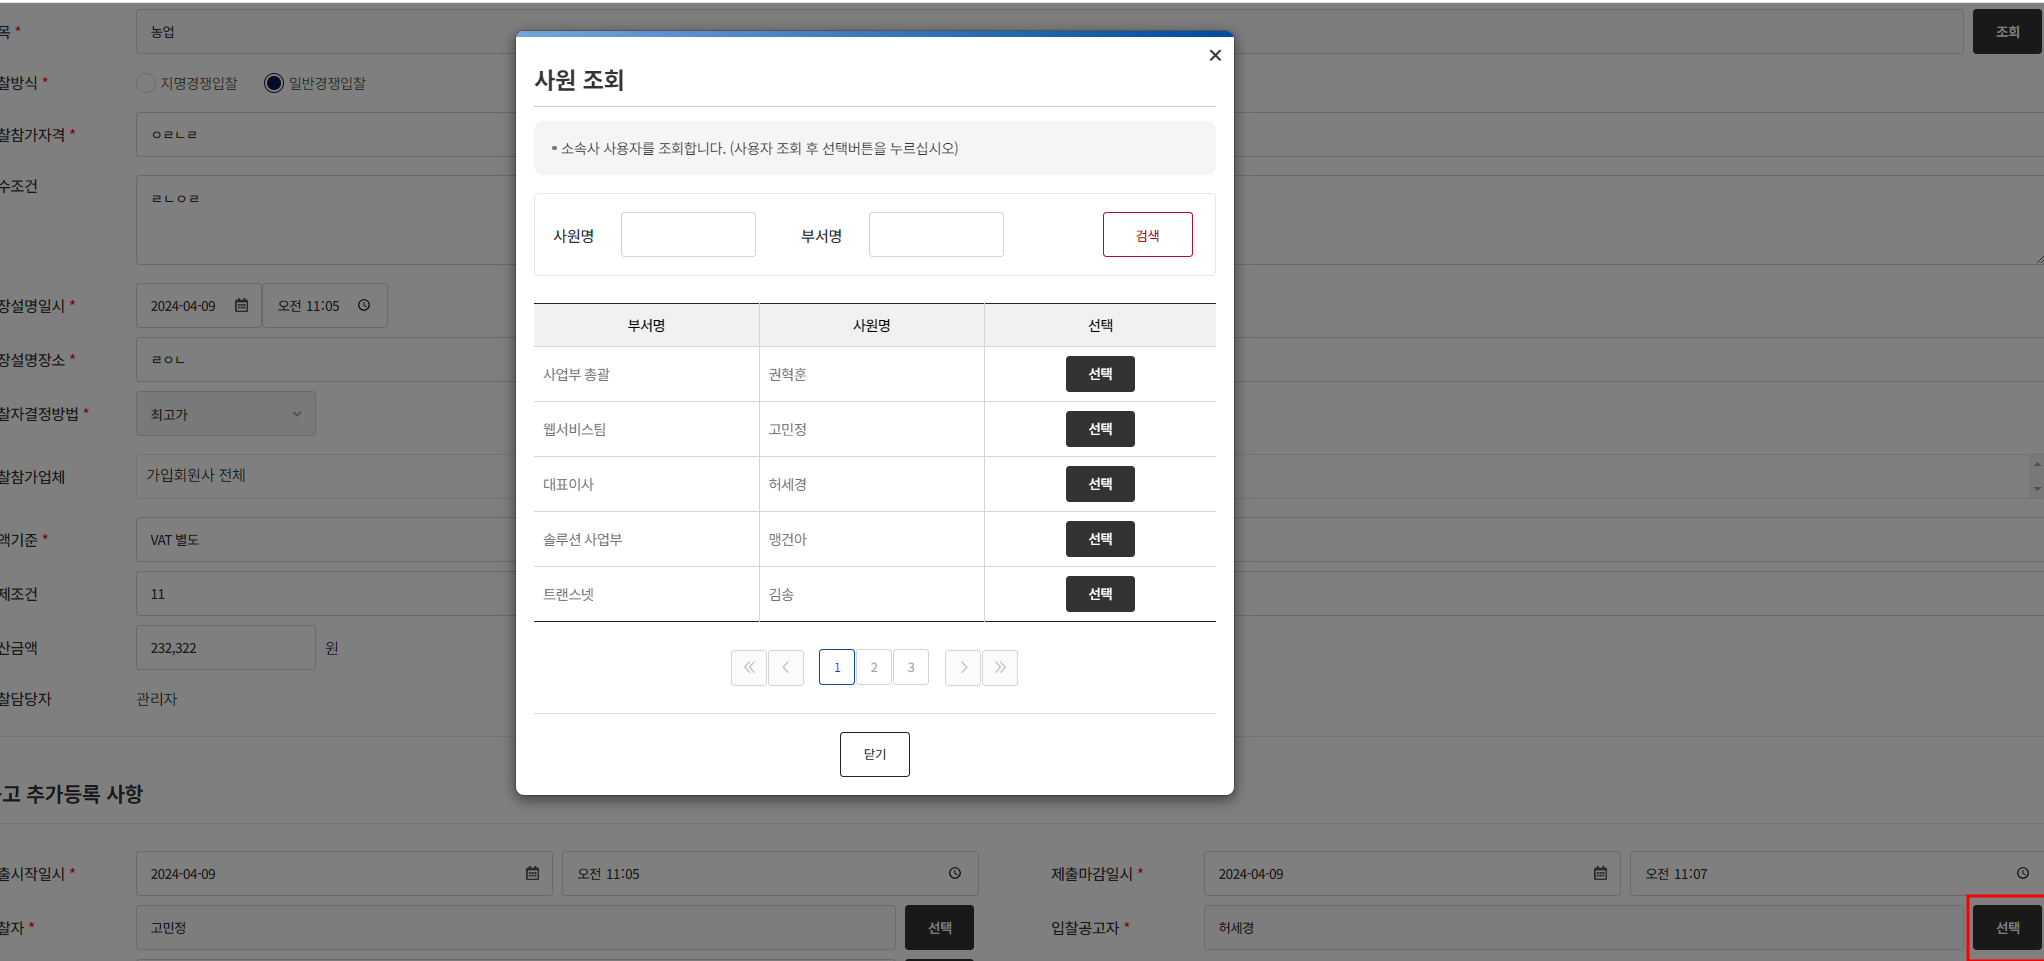 목 *
농업
조회
찰방식 *
지명경쟁입찰
일반경쟁입찰
찰참가자격 *
ㅇㄹㄴㄹ
수조건
ㄹㄴㅇㄹ
장설명일시 *
2024-04-09
오전 11:05
장설명장소 *
ㄹㅇㄴ
찰자결정방법 *
최고가
찰참가업체
가입회원사 전체
액기준 *
VAT 별도
제조건
11
산금액
232,322
원
찰담당자
관리자
사원 조회
• 소속사 사용자를 조회합니다. (사용자 조회 후 선택버튼을 누르십시오)
사원명
부서명
검색
부서명 사원명 선택
사업부 총괄 권혁훈 선택
웹서비스팀 고민정 선택
대표이사 허세경 선택
솔루션 사업부 맹건아 선택
트랜스넷 김송 선택
1 2 3
닫기
고 추가등록 사항
출시작일시 *
2024-04-09
오전 11:05
제출마감일시 *
2024-04-09
오전 11:07
찰자 *
고민정
선택
입찰공고자 *
허세경
선택